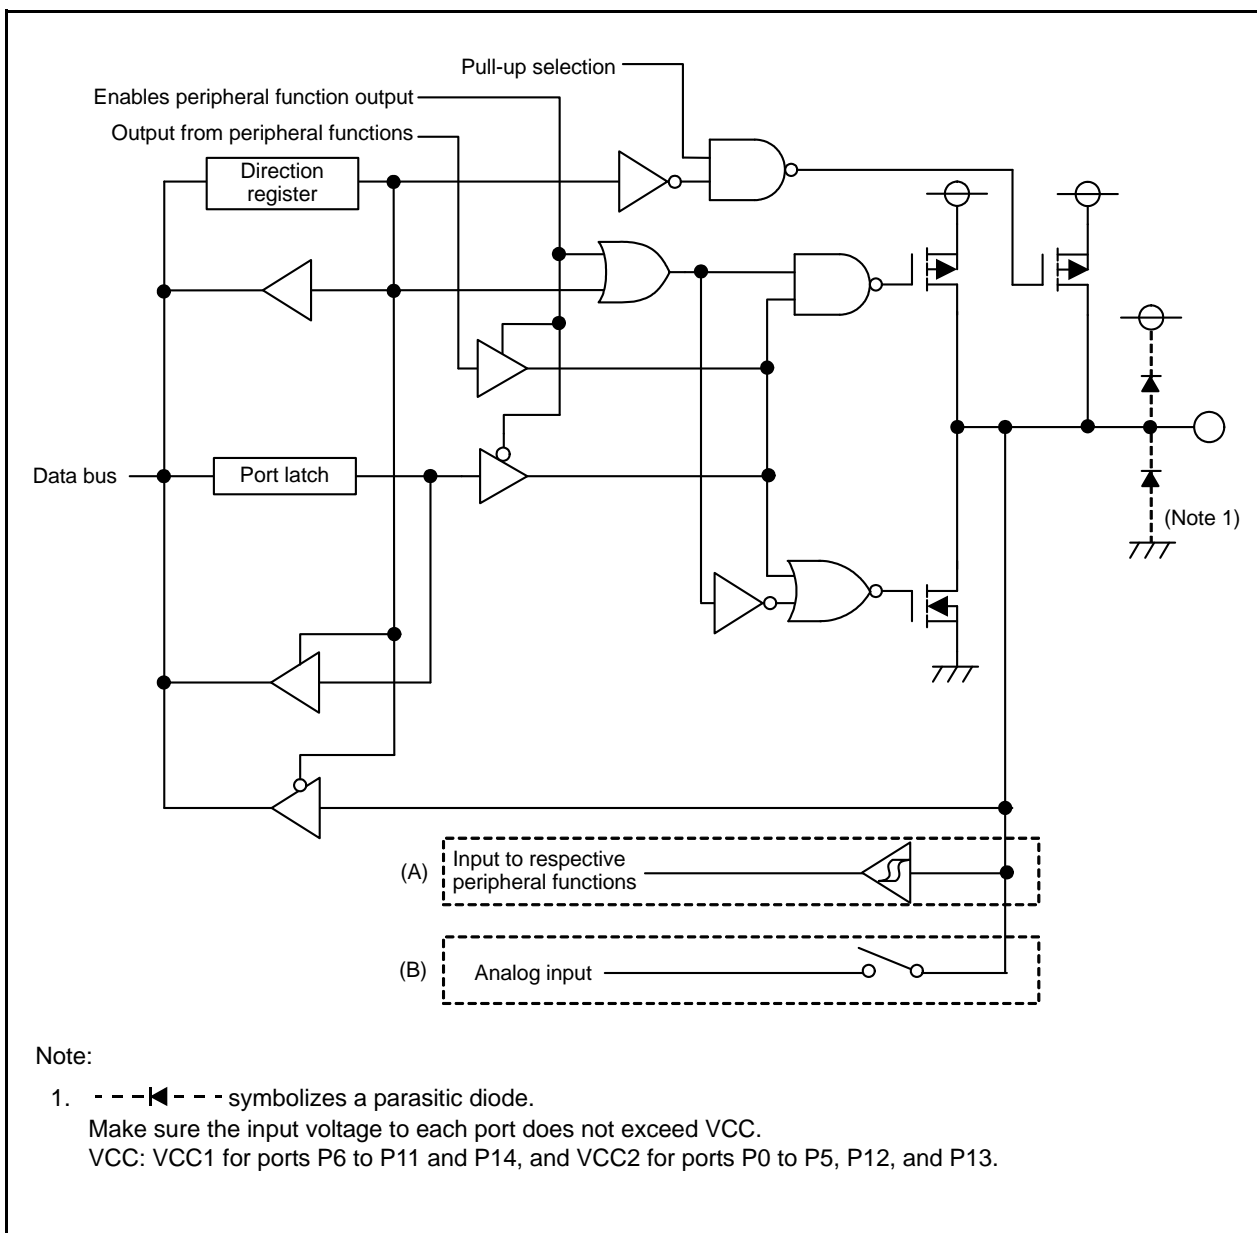 Pull-up selection
Enables peripheral function output
Output from peripheral functions
Direction
register
Data bus
Port latch
(Note 1)
(A)
Input to respective
peripheral functions
(B)
Analog input
Note:
1. symbolizes a parasitic diode.
Make sure the input voltage to each port does not exceed VCC.
VCC: VCC1 for ports P6 to P11 and P14, and VCC2 for ports P0 to P5, P12, and P13.